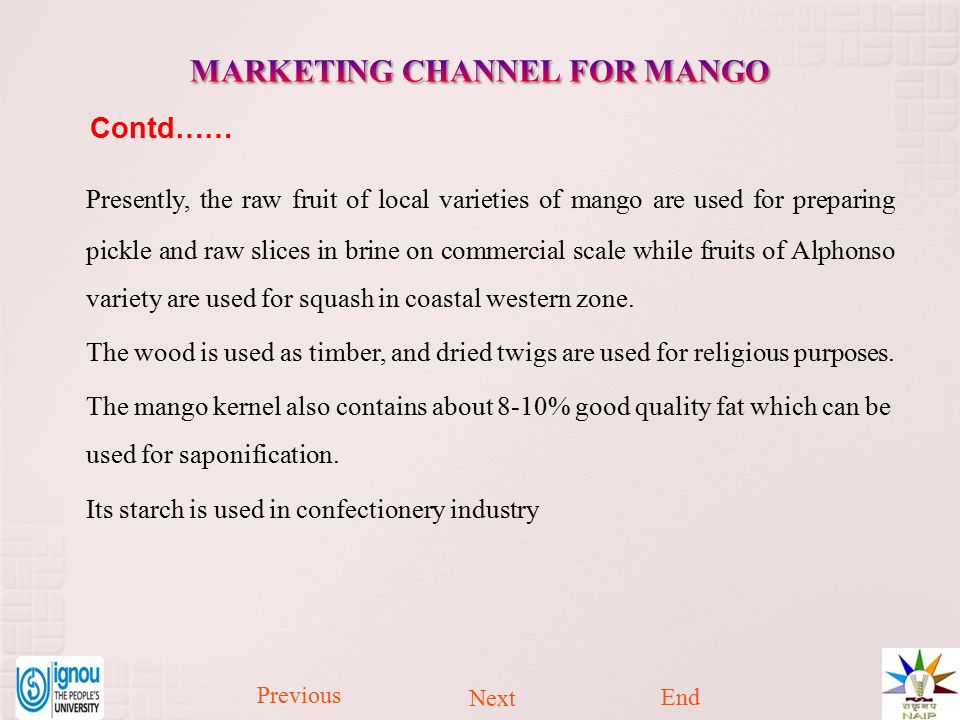 MARKETING CHANNEL FOR MANGO
Contd……
Presently, the raw fruit of local varieties of mango are used for preparing
pickle and raw slices in brine on commercial scale while fruits of Alphonso
variety are used for squash in coastal western zone.
The wood is used as timber, and dried twigs are used for religious purposes.
The mango kernel also contains about 8-10% good quality fat which can be
used for saponification.
Its starch is used in confectionery industry
ignou
THE PEOPLE'S
UNIVERSITY
Previous
Next
End
राकृनप
NAIP